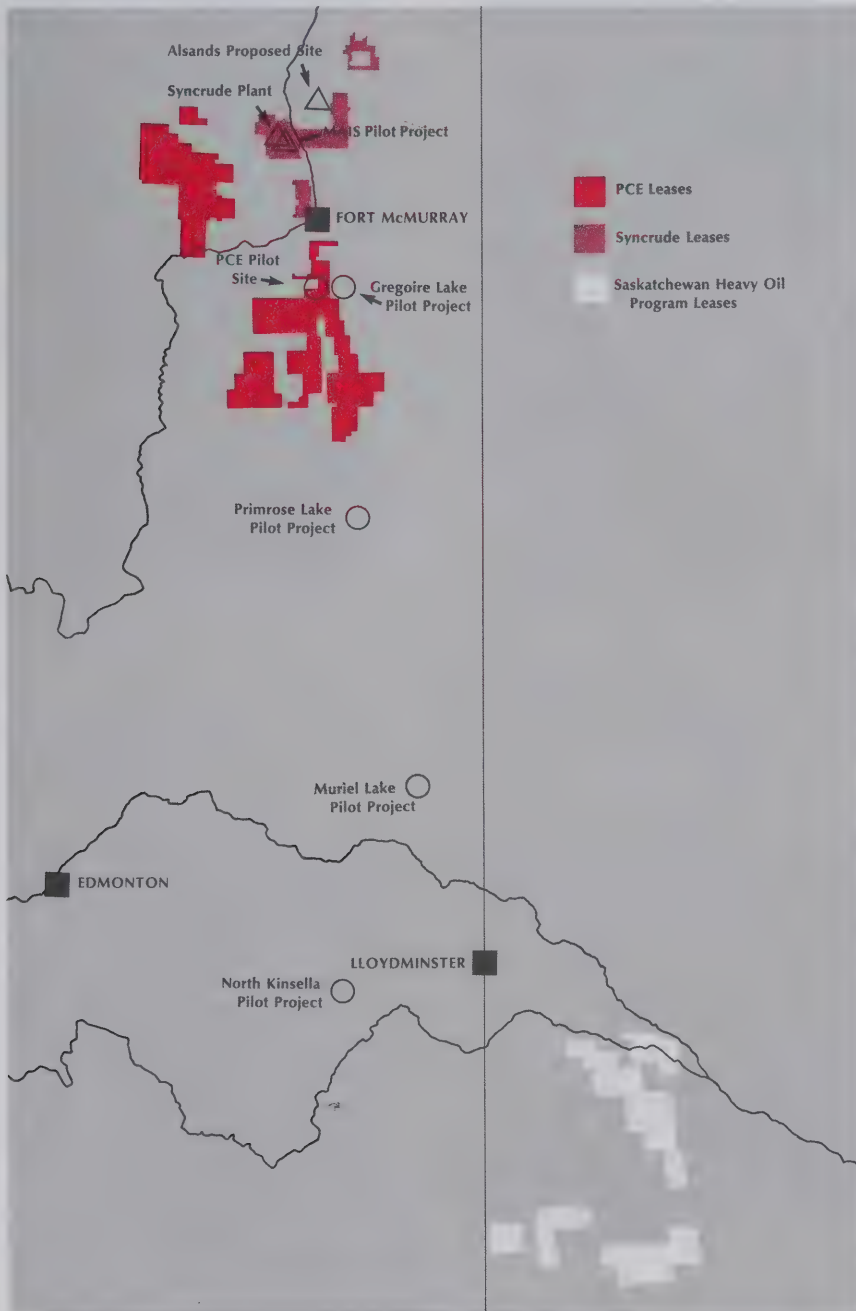 Alsands Proposed Site
Syncrude Plant
MAIS Pilot Project
PCE Leases
FORT McMURRAY
Syncrude Leases
PCE Pilot
Site
Gregoire Lake
Pilot Project
Saskatchewan Heavy Oil
Program Leases
Primrose Lake
Pilot Project
Muriel Lake
Pilot Project
EDMONTON
LLOYDMINSTER
North Kinsella
Pilot Project